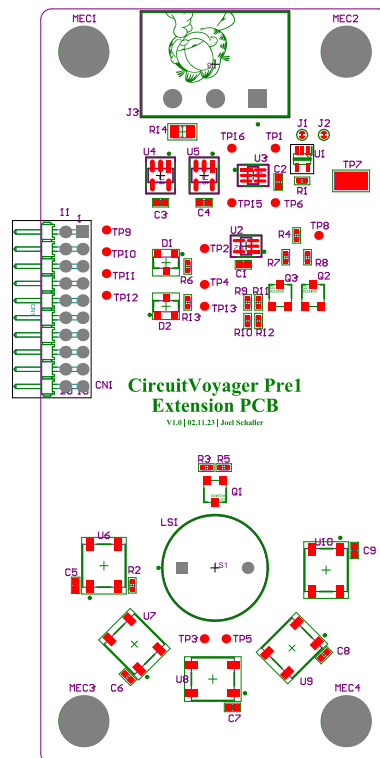 MEC1 MEC2
J3
R14 TP16 TP1 J1 J2
U4 U5 U3 U1
C2 TP7
R1
C3 C4 TP15 TP6
TP9 U2 R4 TP8
TP10 D1 TP2
R7 R8
TP11 R6 C1
TP4 Q3 Q2
TP12 R9 R11
D2 R13 TP13
R10 R12
CN1
CircuitVoyager Pre1
Extension PCB
V1.0 | 02.11.23 | Joel Schaller
R3 R5
Q1
LS1
U6 U10
C9
S1
C5 R2
U7
TP3 TP5
C8
C6 U8 U9
MEC3 C7 MEC4